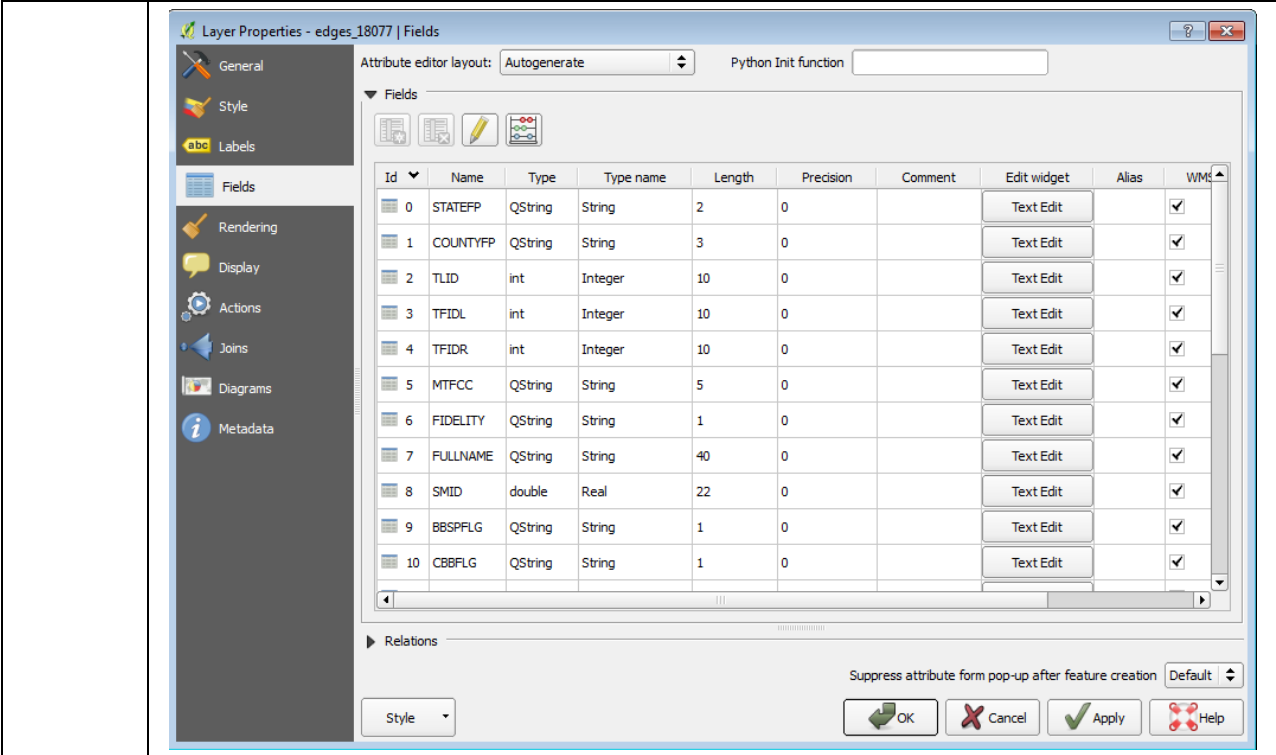 Layer Properties - edges_18077 | Fields
General
Style
Labels
Fields
Rendering
Display
Actions
Joins
Diagrams
Metadata
abc
Attribute editor layout: Autogenerate Python Init function
Fields
Id Name Type Type name Length Precision Comment Edit widget Alias WMS
0 STATEFP QString String 2 0 Text Edit
1 COUNTYFP QString String 3 0 Text Edit
2 TLID int Integer 10 0 Text Edit
3 TFIDL int Integer 10 0 Text Edit
4 TFIDR int Integer 10 0 Text Edit
5 MTFCC QString String 5 0 Text Edit
6 FIDELITY QString String 1 0 Text Edit
7 FULLNAME QString String 40 0 Text Edit
8 SMID double Real 22 0 Text Edit
9 BBSPFLG QString String 1 0 Text Edit
10 CBBFLG QString String 1 0 Text Edit
Relations
Suppress attribute form pop-up after feature creation Default
Style OK Cancel Apply Help